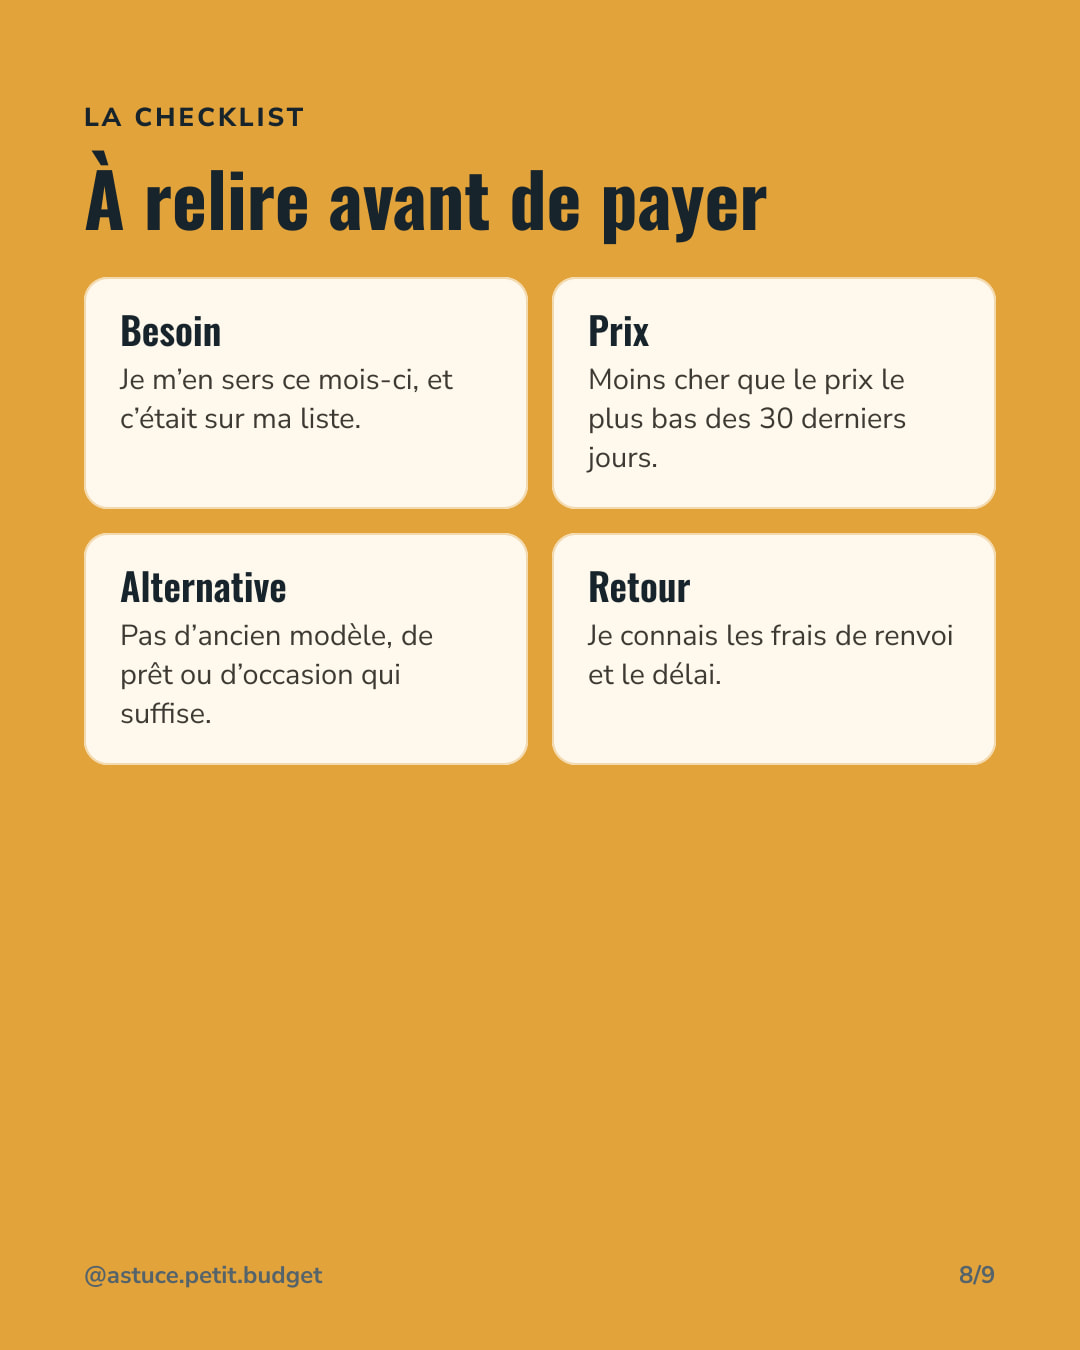 LA CHECKLIST
À relire avant de payer
Besoin
Je m’en sers ce mois-ci, et
c’était sur ma liste.
Prix
Moins cher que le prix le
plus bas des 30 derniers
jours.
Alternative
Pas d’ancien modèle, de
prêt ou d’occasion qui
suffise.
Retour
Je connais les frais de renvoi
et le délai.
@astuce.petit.budget
8/9